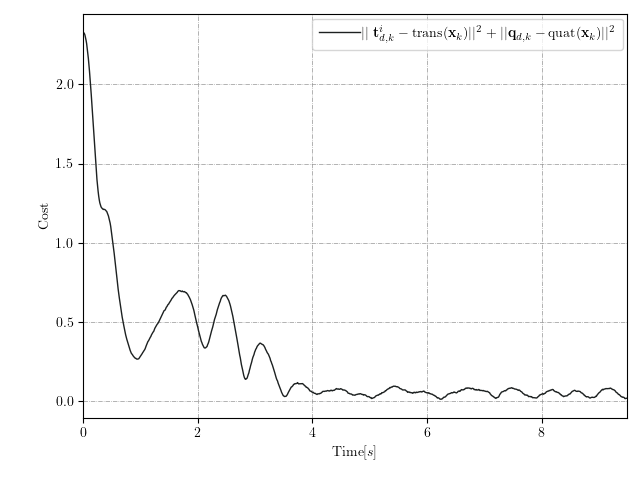 || t^i_{d,k} − trans(x_k)||² + ||q_{d,k} − quat(x_k)||²
2.0
1.5
1.0
0.5
0.0
Cost
0 2 4 6 8
Time[s]